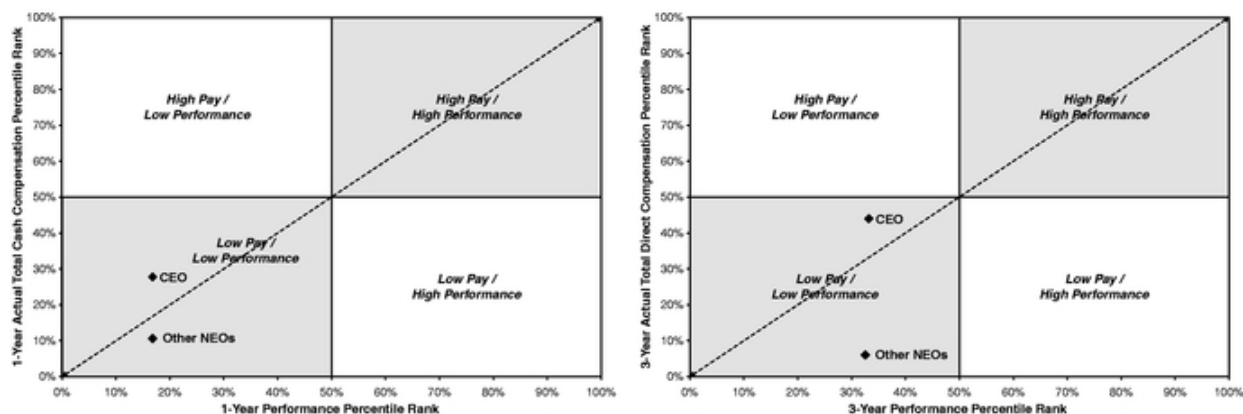 1-Year Actual Total Cash Compensation Percentile Rank
100%
90%
80%
70%
60%
50%
40%
30%
20%
10%
0%
High Pay /
Low Performance
High Pay /
High Performance
Low Pay /
Low Performance
Low Pay /
High Performance
CEO
Other NEOs
0%
10%
20%
30%
40%
50%
60%
70%
80%
90%
100%
1-Year Performance Percentile Rank
3-Year Actual Total Direct Compensation Percentile Rank
100%
90%
80%
70%
60%
50%
40%
30%
20%
10%
0%
High Pay /
Low Performance
High Pay /
High Performance
CEO
Low Pay /
Low Performance
Low Pay /
High Performance
Other NEOs
0%
10%
20%
30%
40%
50%
60%
70%
80%
90%
100%
3-Year Performance Percentile Rank